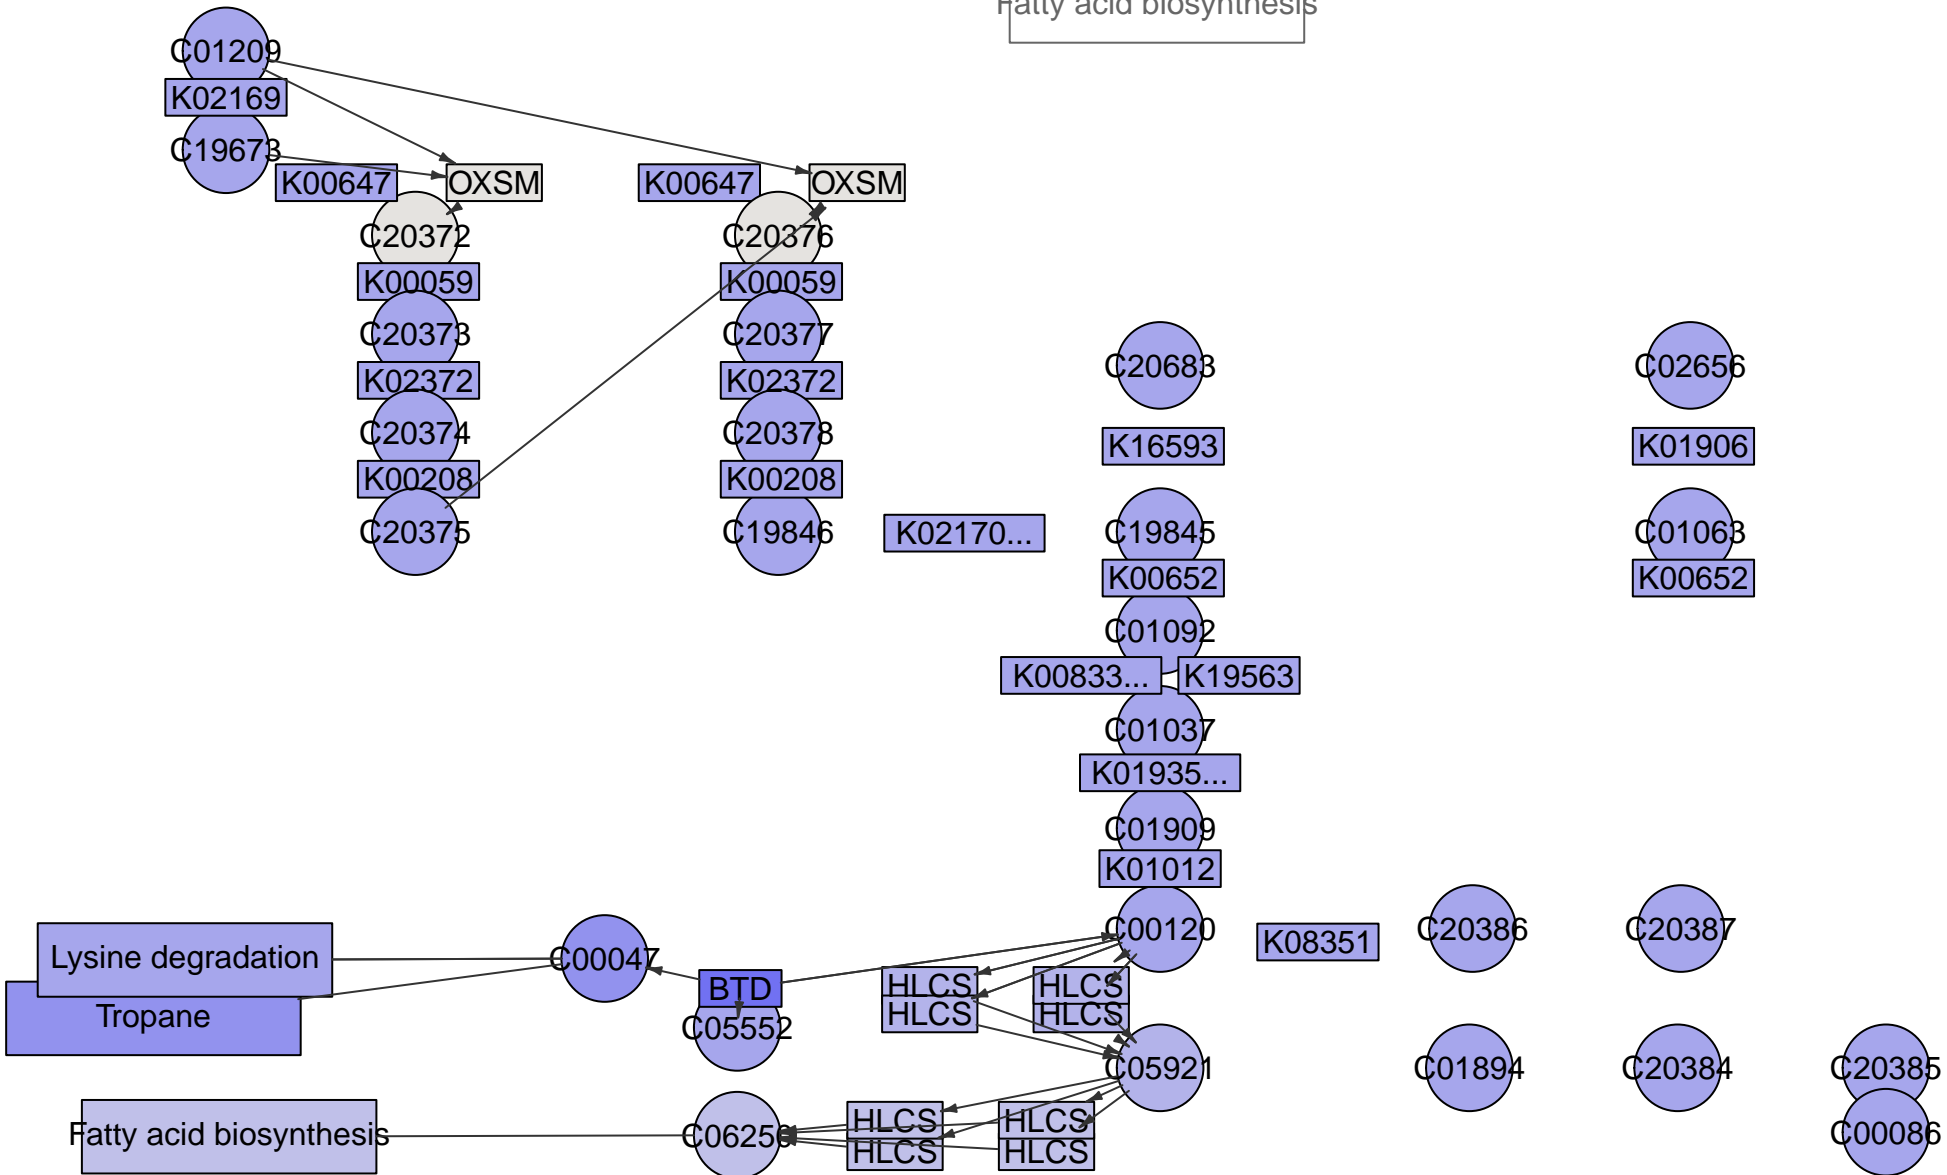 Fatty acid biosynthesis
C01209
K02169
C19673
K00647
OXSM
K00647
OXSM
C20372
C20376
K00059
K00059
C20373
C20377
C20683
C02656
K02372
K02372
C20374
C20378
K16593
K01906
K00208
K00208
C20375
C19846
K02170...
C19845
C01063
K00652
K00652
C01092
K00833...
K19563
C01037
K01935...
C01909
K01012
C00120
K08351
C20386
C20387
Lysine degradation
C00047
BTD
HLCS
HLCS
Tropane
C05552
HLCS
HLCS
C05921
C01894
C20384
C20385
Fatty acid biosynthesis
C06250
HLCS
HLCS
C00086
HLCS
HLCS